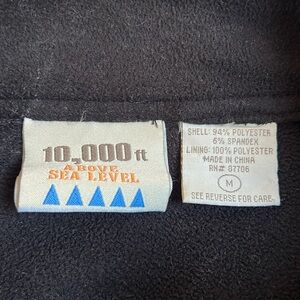 10,000 ft
ABOVE
SEA LEVEL
SHELL: 94% POLYESTER
6% SPANDEX
LINING: 100% POLYESTER
MADE IN CHINA
RN# 07706
M
SEE REVERSE FOR CARE